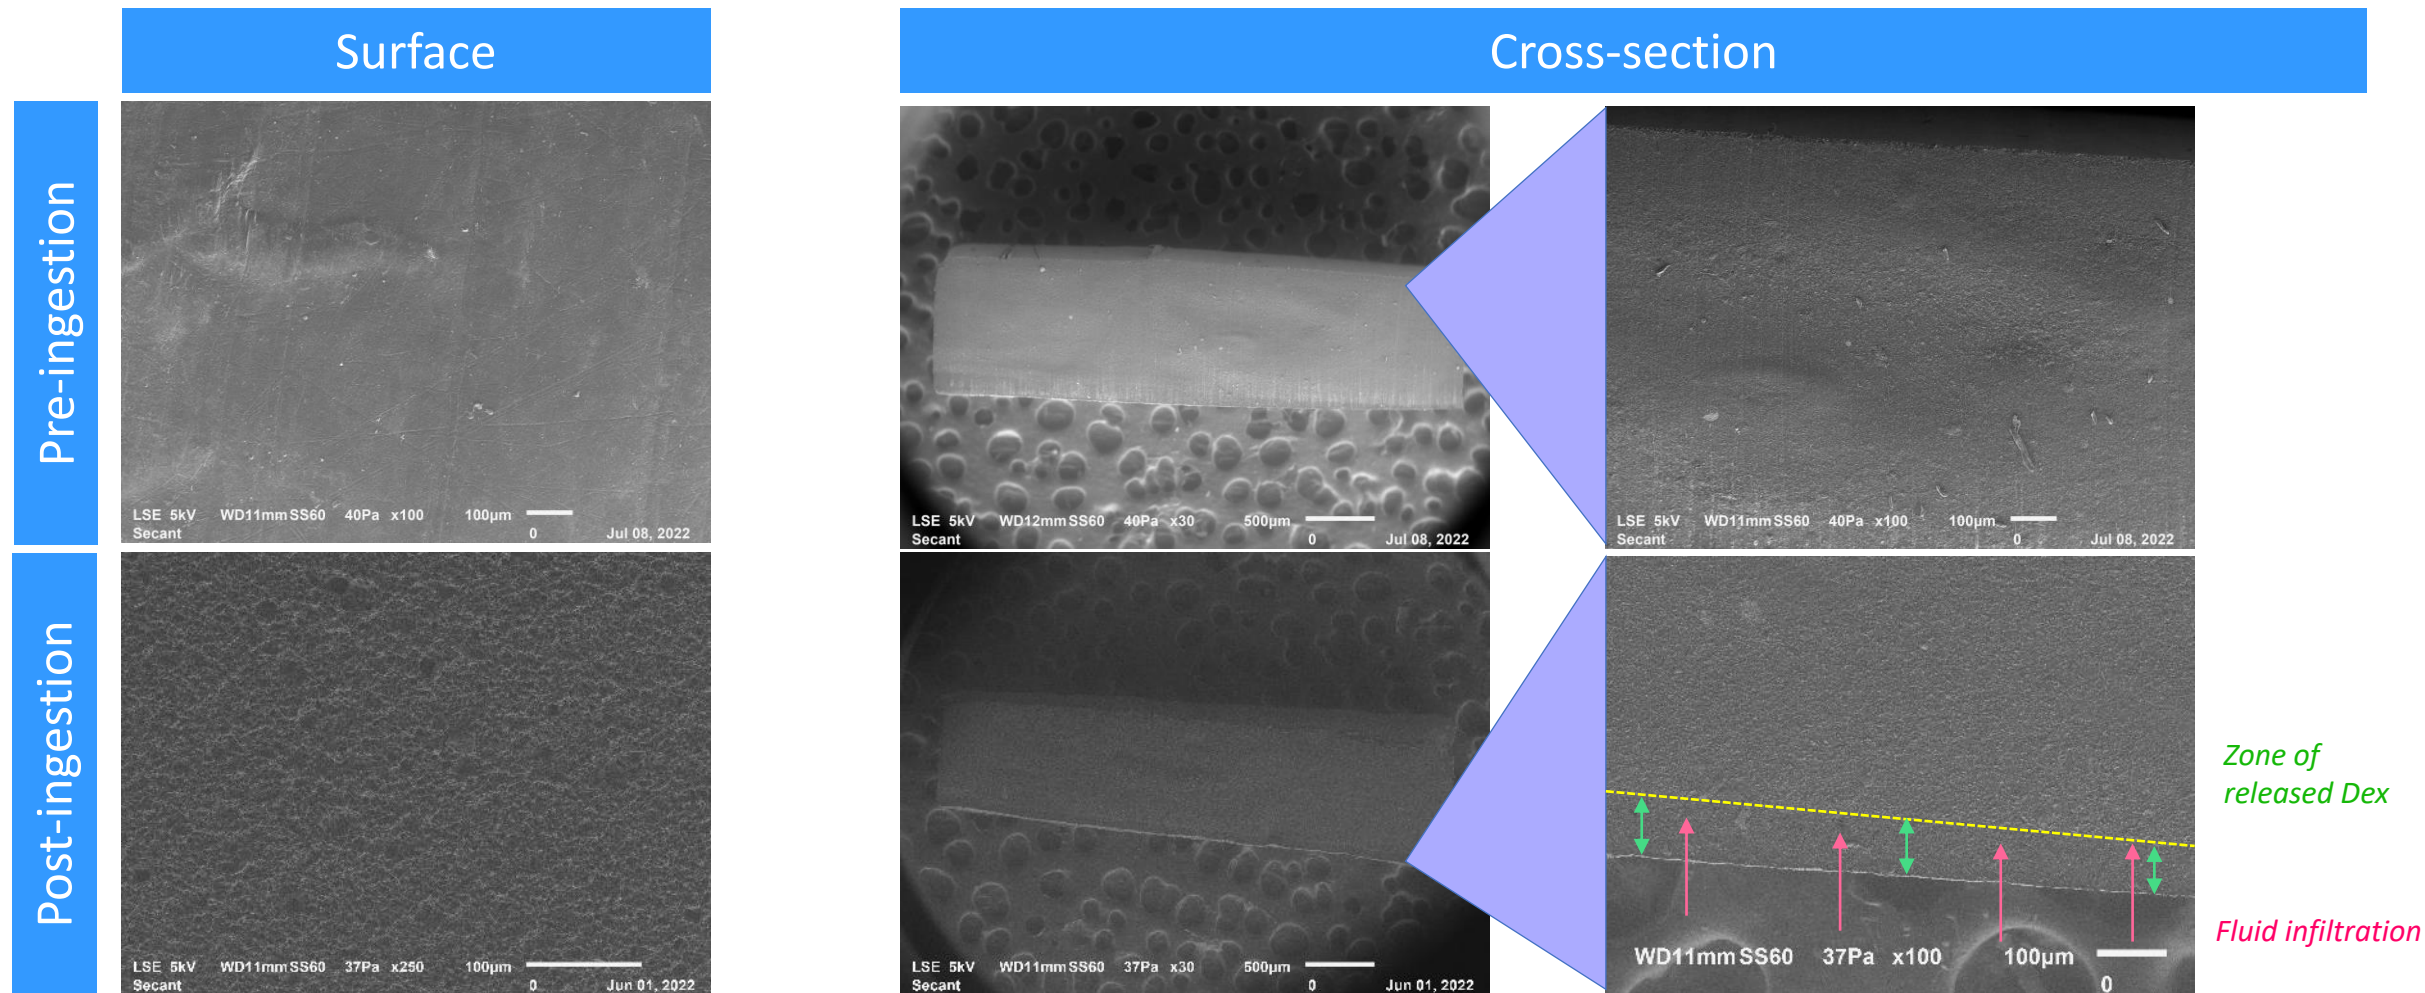 Surface
Cross-section
Pre-ingestion
LSE 5kV WD11mm SS60 40Pa x100 100µm
Secant 0 Jul 08, 2022
LSE 5kV WD12mm SS60 40Pa x30 500µm
Secant 0 Jul 08, 2022
LSE 5kV WD11mm SS60 40Pa x100 100µm
Secant 0 Jul 08, 2022
Post-ingestion
LSE 5kV WD11mm SS60 37Pa x250 100µm
Secant 0 Jun 01, 2022
LSE 5kV WD11mm SS60 37Pa x30 500µm
Secant 0 Jun 01, 2022
WD11mm SS60 37Pa x100 100µm
0
Zone of
released Dex
Fluid infiltration